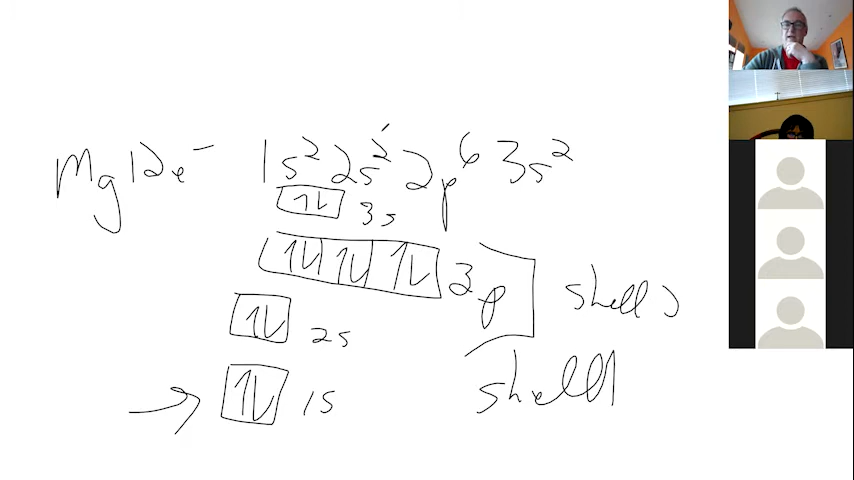 Mg 12e⁻ 1s² 2s² 2p⁶ 3s²
3s
2p
shell 2
2s
shell 1
1s